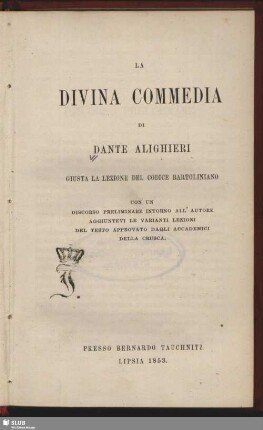 LA
DIVINA COMMEDIA
DI
DANTE ALIGHIERI
GIUSTA LA LEZIONE DEL CODICE BARTOLINIANO
CON UN
DISCORSO PRELIMINARE INTORNO ALL' AUTORE
AGGIUNTEVI LE VARIANTI LEZIONI
DEL TESTO APPROVATO DAGLI ACCADEMICI
DELLA CRUSCA.
PRESSO BERNARDO TAUCHNITZ
LIPSIA 1853.
SLUB